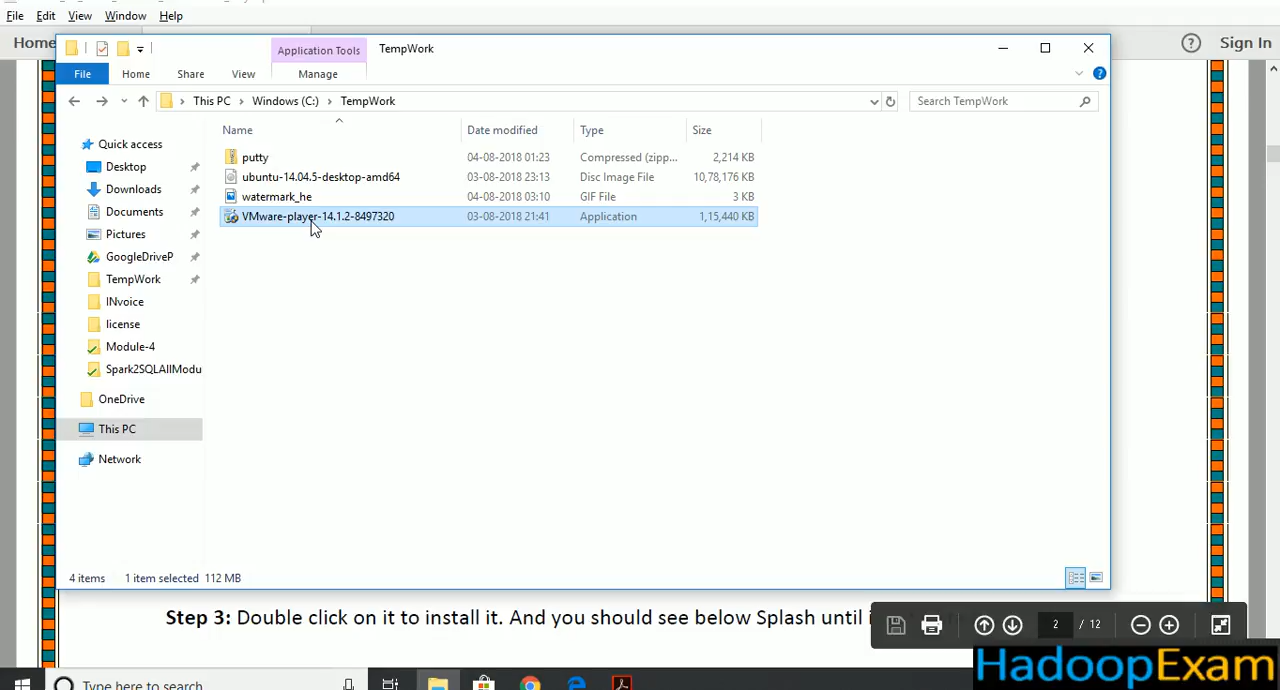 File Edit View Window Help
Home
Sign In
Application Tools TempWork
File Home Share View Manage
This PC Windows (C:) TempWork
Search TempWork
Name Date modified Type Size
Quick access
Desktop
Downloads
Documents
Pictures
GoogleDriveP
TempWork
INvoice
license
Module-4
Spark2SQLAllModu
OneDrive
This PC
Network
putty 04-08-2018 01:23 Compressed (zipp... 2,214 KB
ubuntu-14.04.5-desktop-amd64 03-08-2018 23:13 Disc Image File 10,78,176 KB
watermark_he 04-08-2018 03:10 GIF File 3 KB
VMware-player-14.1.2-8497320 03-08-2018 21:41 Application 1,15,440 KB
4 items 1 item selected 112 MB
Step 3: Double click on it to install it. And you should see below Splash until i
2 / 12
HadoopExam
Type here to search